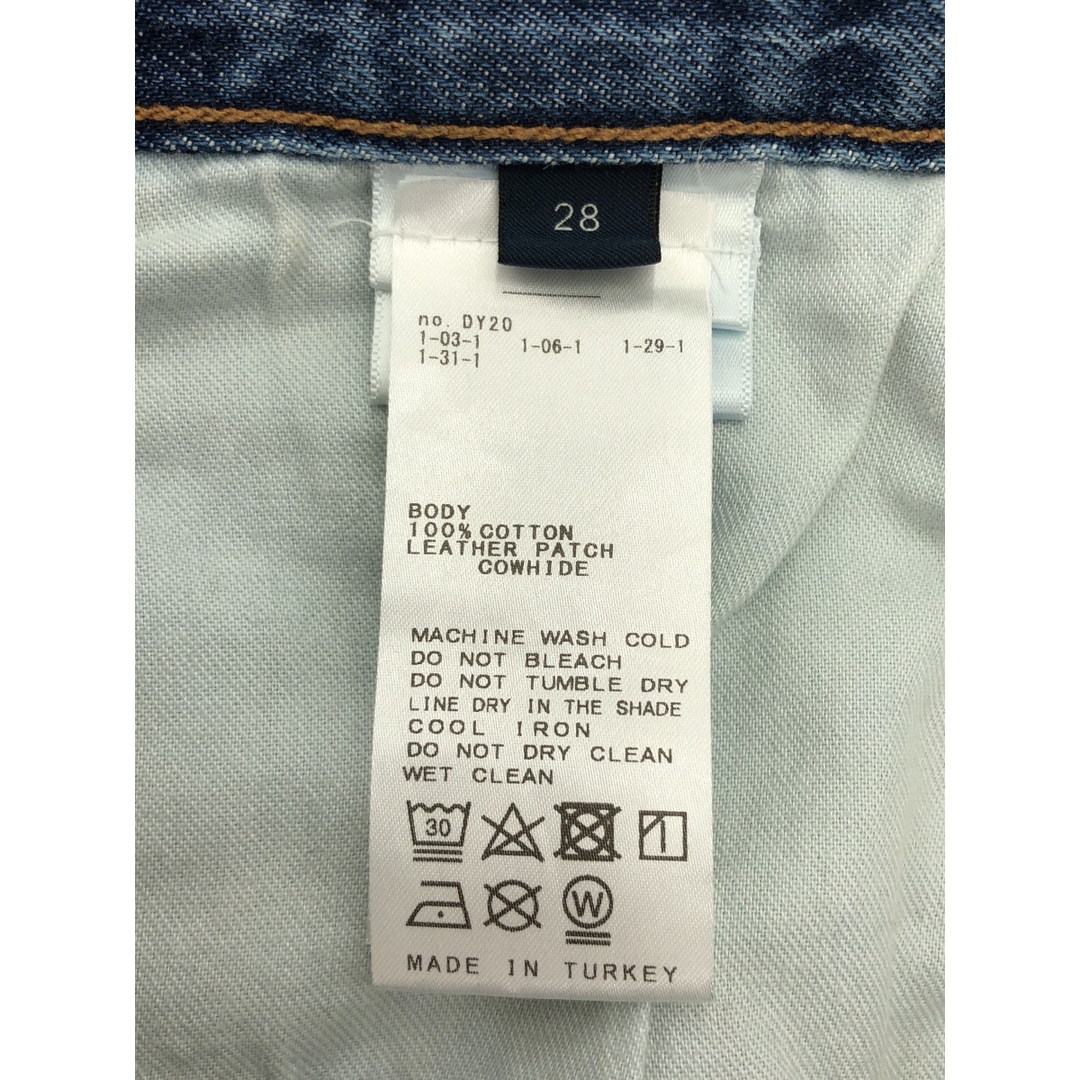 28
no. DY20
1-03-1 1-06-1 1-29-1
1-31-1
BODY
100% COTTON
LEATHER PATCH
COWHIDE
MACHINE WASH COLD
DO NOT BLEACH
DO NOT TUMBLE DRY
LINE DRY IN THE SHADE
COOL IRON
DO NOT DRY CLEAN
WET CLEAN
30
W
MADE IN TURKEY